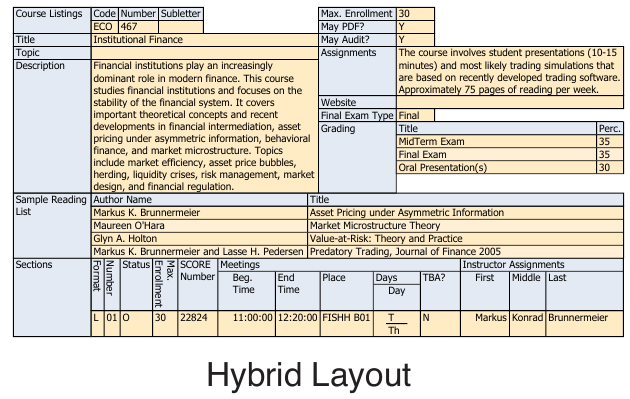 Course Listings Code Number Subletter
ECO 467
Title Institutional Finance
Topic
Description Financial institutions play an increasingly
dominant role in modern finance. This course
studies financial institutions and focuses on the
stability of the financial system. It covers
important theoretical concepts and recent
developments in financial intermediation, asset
pricing under asymmetric information, behavioral
finance, and market microstructure. Topics
include market efficiency, asset price bubbles,
herding, liquidity crises, risk management, market
design, and financial regulation.
Max. Enrollment 30
May PDF? Y
May Audit? Y
Assignments The course involves student presentations (10-15
minutes) and most likely trading simulations that
are based on recently developed trading software.
Approximately 75 pages of reading per week.
Website
Final Exam Type Final
Grading Title Perc.
MidTerm Exam 35
Final Exam 35
Oral Presentation(s) 30
Sample Reading List Author Name Title
Markus K. Brunnermeier Asset Pricing under Asymmetric Information
Maureen O'Hara Market Microstructure Theory
Glyn A. Holton Value-at-Risk: Theory and Practice
Markus K. Brunnermeier and Lasse H. Pedersen Predatory Trading, Journal of Finance 2005
Sections Format Number Status Max. Enrollment SCORE Number Meetings Instructor Assignments
Beg. Time End Time Place Days TBA? First Middle Last
Day
L 01 O 30 22824 11:00:00 12:20:00 FISHH B01 T N Markus Konrad Brunnermeier
Th
Hybrid Layout